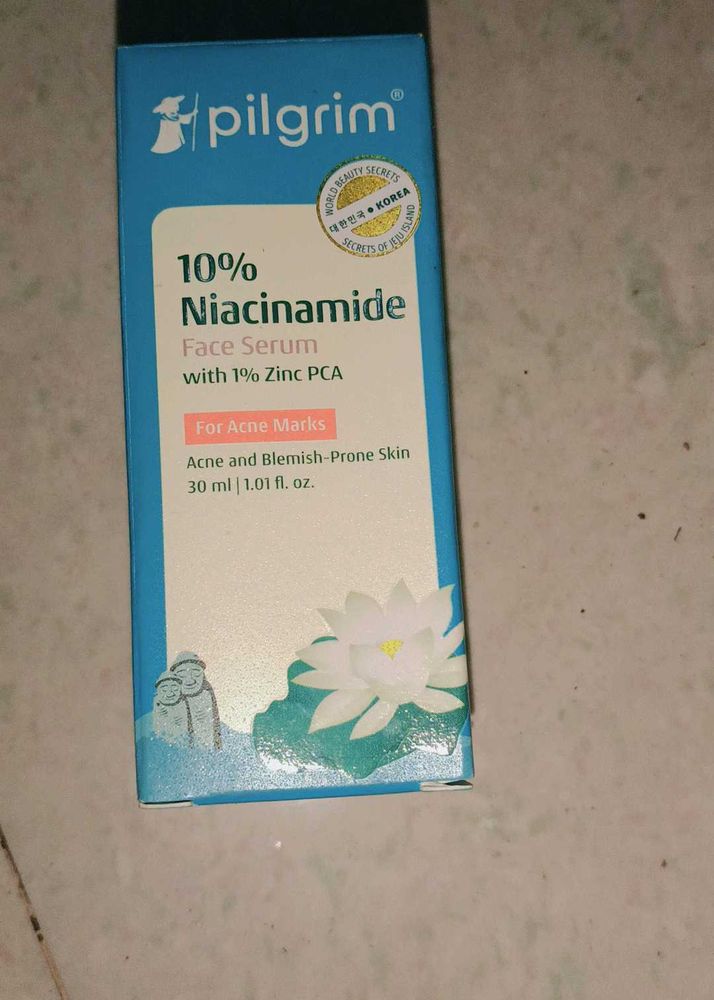 pilgrim®
WORLD BEAUTY SECRETS
대한민국 • KOREA
SECRETS OF JEJU ISLAND
10%
Niacinamide
Face Serum
with 1% Zinc PCA
For Acne Marks
Acne and Blemish-Prone Skin
30 ml | 1.01 fl. oz.